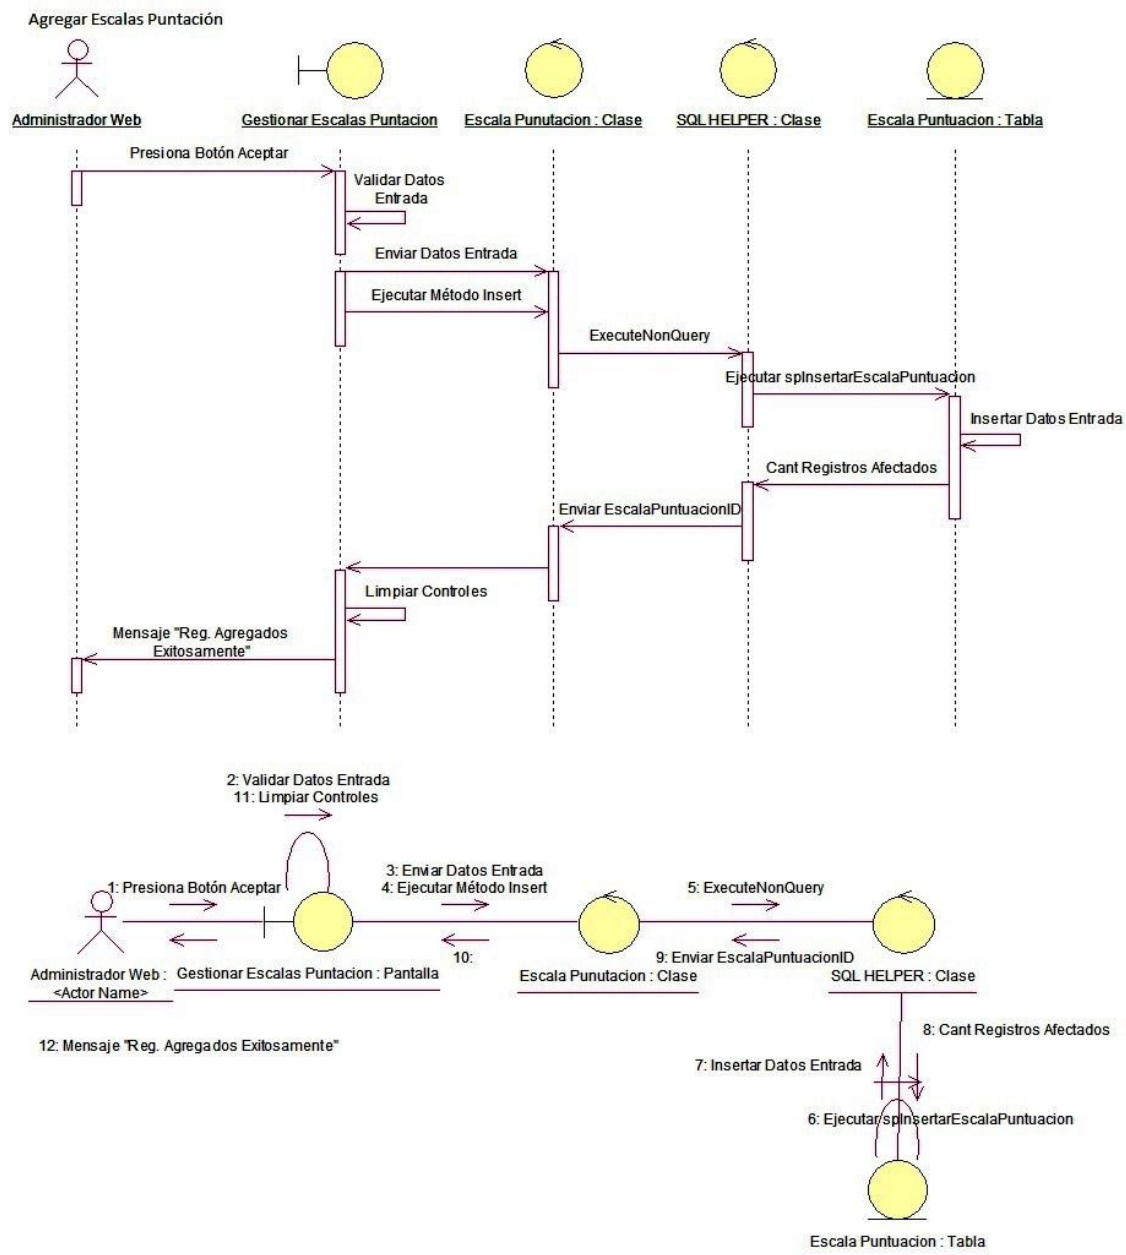 Agregar Escalas Puntación
Administrador Web
Gestionar Escalas Puntacion
Escala Punutacion : Clase
SQL HELPER : Clase
Escala Puntuacion : Tabla
Presiona Botón Aceptar
Validar Datos
Entrada
Enviar Datos Entrada
Ejecutar Método Insert
ExecuteNonQuery
Ejecutar spInsertarEscalaPuntuacion
Insertar Datos Entrada
Cant Registros Afectados
Enviar EscalaPuntuacionID
Limpiar Controles
Mensaje "Reg. Agregados
Exitosamente"
2: Validar Datos Entrada
11: Limpiar Controles
1: Presiona Botón Aceptar
3: Enviar Datos Entrada
4: Ejecutar Método Insert
5: ExecuteNonQuery
10:
9: Enviar EscalaPuntuacionID
Administrador Web :
<Actor Name>
Gestionar Escalas Puntacion : Pantalla
Escala Punutacion : Clase
SQL HELPER : Clase
12: Mensaje "Reg. Agregados Exitosamente"
8: Cant Registros Afectados
7: Insertar Datos Entrada
6: Ejecutar spInsertarEscalaPuntuacion
Escala Puntuacion : Tabla